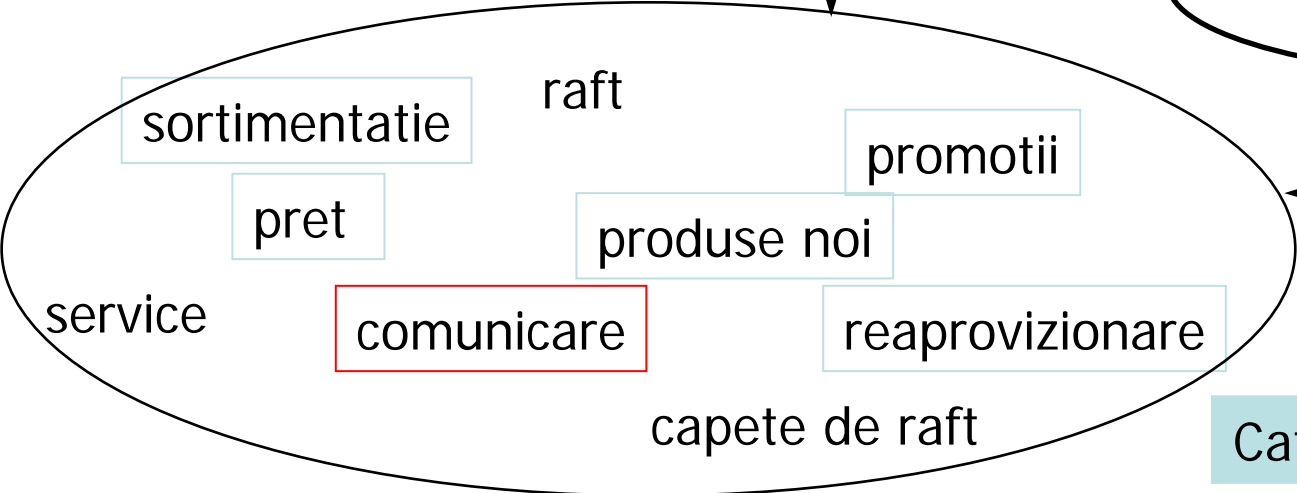 raft
sortimentatie
promotii
pret
produse noi
service
comunicare
reaprovizionare
capete de raft